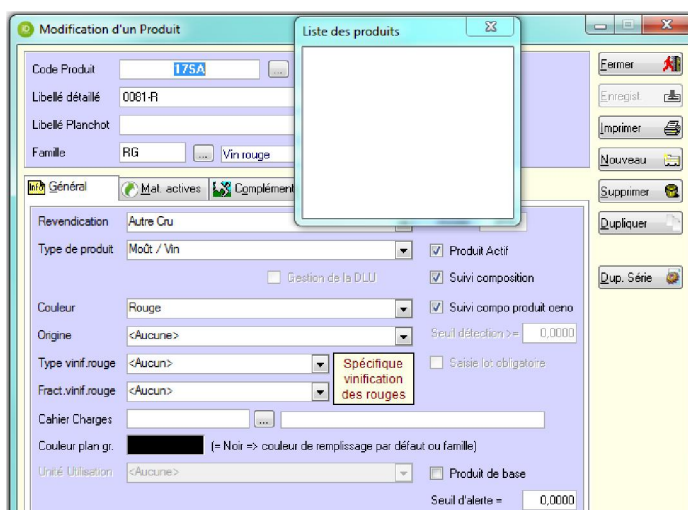 Modification d'un Produit
Liste des produits
Code Produit 175A ...
Libellé détaillé 0081-R
Libellé Planchot
Famille RG ... Vin rouge
Fermer
Enregist.
Imprimer
Nouveau
Supprimer
Dupliquer
Dup. Série
Info Général Mat. actives Complément
Revendication Autre Cru
Type de produit Moût / Vin Produit Actif
Gestion de la DLU Suivi composition
Couleur Rouge Suivi compo produit oeno
Origine <Aucune> Seuil détection >= 0,0000
Type vinif.rouge <Aucun> Saisie lot obligatoire
Fract.vinif.rouge <Aucun>
Spécifique
vinification
des rouges
Cahier Charges ...
Couleur plan gr. (= Noir => couleur de remplissage par défaut ou famille)
Unité Utilisation <Aucune> Produit de base
Seuil d'alerte = 0,0000